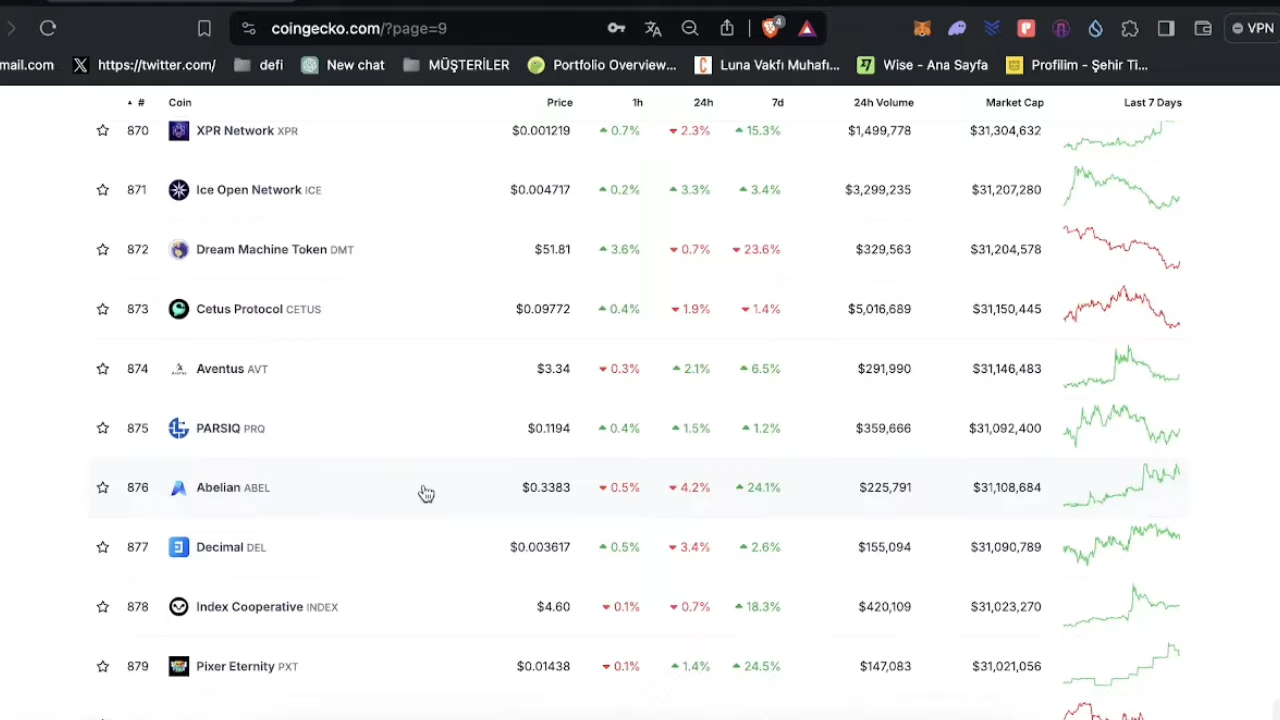 coingecko.com/?page=9
4
VPN
mail.com https://twitter.com/ defi New chat MÜŞTERİLER Portfolio Overview... Luna Vakfı Muhafı... Wise - Ana Sayfa Profilim - Şehir Ti...
# Coin Price 1h 24h 7d 24h Volume Market Cap Last 7 Days
870 XPR Network XPR $0.001219 0.7% 2.3% 15.3% $1,499,778 $31,304,632
871 Ice Open Network ICE $0.004717 0.2% 3.3% 3.4% $3,299,235 $31,207,280
872 Dream Machine Token DMT $51.81 3.6% 0.7% 23.6% $329,563 $31,204,578
873 Cetus Protocol CETUS $0.09772 0.4% 1.9% 1.4% $5,016,689 $31,150,445
874 Aventus AVT $3.34 0.3% 2.1% 6.5% $291,990 $31,146,483
875 PARSIQ PRQ $0.1194 0.4% 1.5% 1.2% $359,666 $31,092,400
876 Abelian ABEL $0.3383 0.5% 4.2% 24.1% $225,791 $31,108,684
877 Decimal DEL $0.003617 0.5% 3.4% 2.6% $155,094 $31,090,789
878 Index Cooperative INDEX $4.60 0.1% 0.7% 18.3% $420,109 $31,023,270
879 Pixer Eternity PXT $0.01438 0.1% 1.4% 24.5% $147,083 $31,021,056